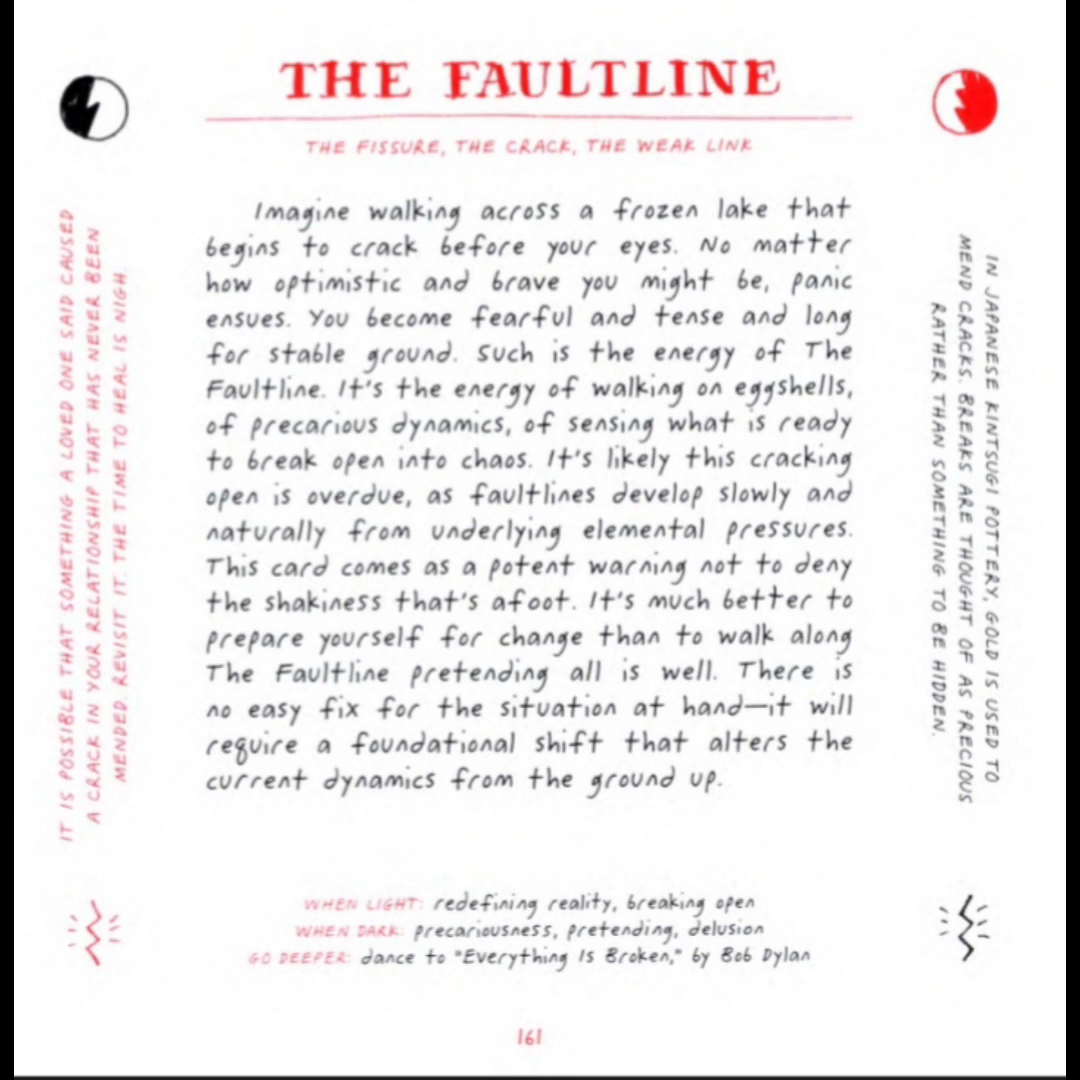 THE FAULTLINE
THE FISSURE, THE CRACK, THE WEAK LINK
Imagine walking across a frozen lake that
begins to crack before your eyes. No matter
how optimistic and brave you might be, panic
ensues. You become fearful and tense and long
for stable ground. Such is the energy of The
Faultline. It's the energy of walking on eggshells,
of precarious dynamics, of sensing what is ready
to break open into chaos. It's likely this cracking
open is overdue, as faultlines develop slowly and
naturally from underlying elemental pressures.
This card comes as a potent warning not to deny
the shakiness that's afoot. It's much better to
prepare yourself for change than to walk along
The Faultline pretending all is well. There is
no easy fix for the situation at hand—it will
require a foundational shift that alters the
current dynamics from the ground up.
IT IS POSSIBLE THAT SOMETHING A LOVED ONE SAID CAUSED
A CRACK IN YOUR RELATIONSHIP THAT HAS NEVER BEEN
MENDED. REVISIT IT. THE TIME TO HEAL IS NIGH.
IN JAPANESE KINTSUGI POTTERY, GOLD IS USED TO
MEND CRACKS. BREAKS ARE THOUGHT OF AS PRECIOUS
RATHER THAN SOMETHING TO BE HIDDEN.
WHEN LIGHT: redefining reality, breaking open
WHEN DARK: precariousness, pretending, delusion
GO DEEPER: dance to "Everything Is Broken," by Bob Dylan
161